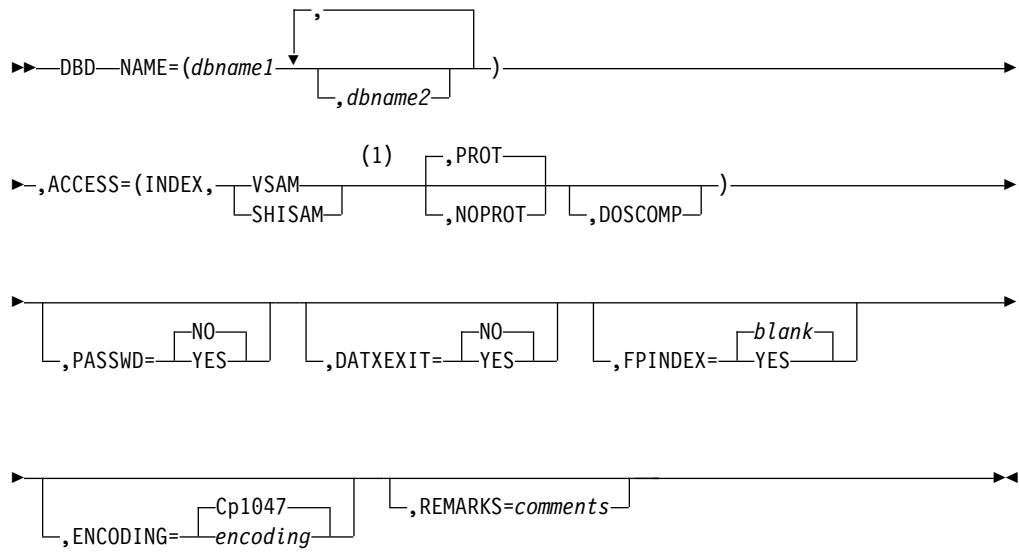 ,
DBD NAME=(dbname1 )
,dbname2
(1) ,PROT
,ACCESS=(INDEX, VSAM )
SHISAM ,NOPROT ,DOSCOMP
NO NO blank
,PASSWD= YES ,DATXEXIT= YES ,FPINDEX= YES
Cp1047 ,REMARKS=comments
,ENCODING= encoding